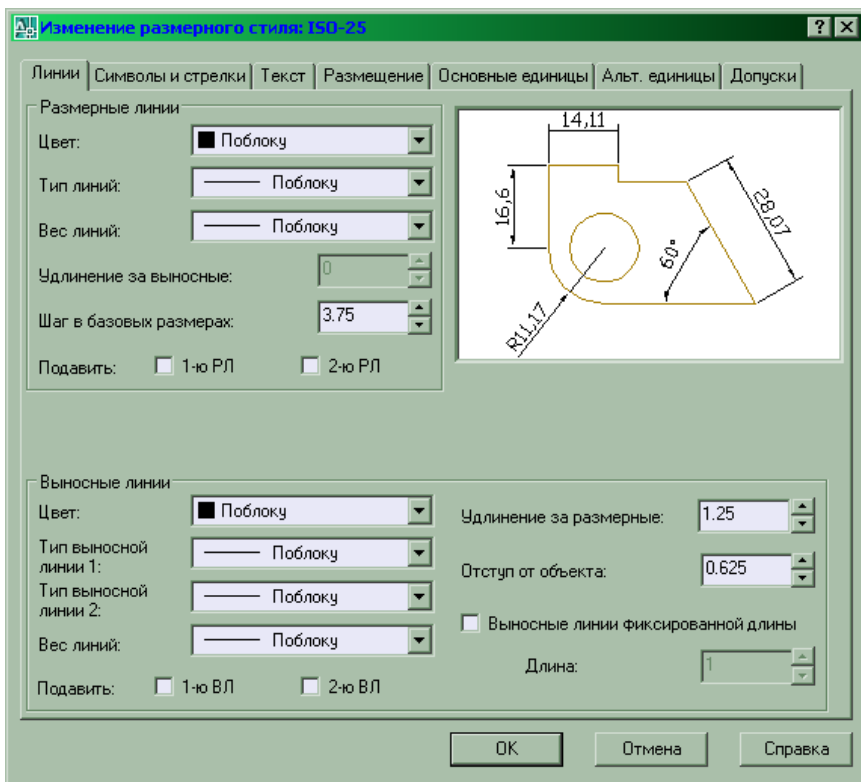 Изменение размерного стиля: ISO-25
Линии Символы и стрелки Текст Размещение Основные единицы Альт. единицы Допуски
Размерные линии
Цвет: Поблоку
Тип линий: Поблоку
Вес линий: Поблоку
Удлинение за выносные: 0
Шаг в базовых размерах: 3.75
Подавить: 1-ю РЛ 2-ю РЛ
14,11
16,6
28,07
60°
R11,17
Выносные линии
Цвет: Поблоку
Тип выносной
линии 1: Поблоку
Тип выносной
линии 2: Поблоку
Вес линий: Поблоку
Подавить: 1-ю ВЛ 2-ю ВЛ
Удлинение за размерные: 1.25
Отступ от объекта: 0.625
Выносные линии фиксированной длины
Длина: 1
OK Отмена Справка